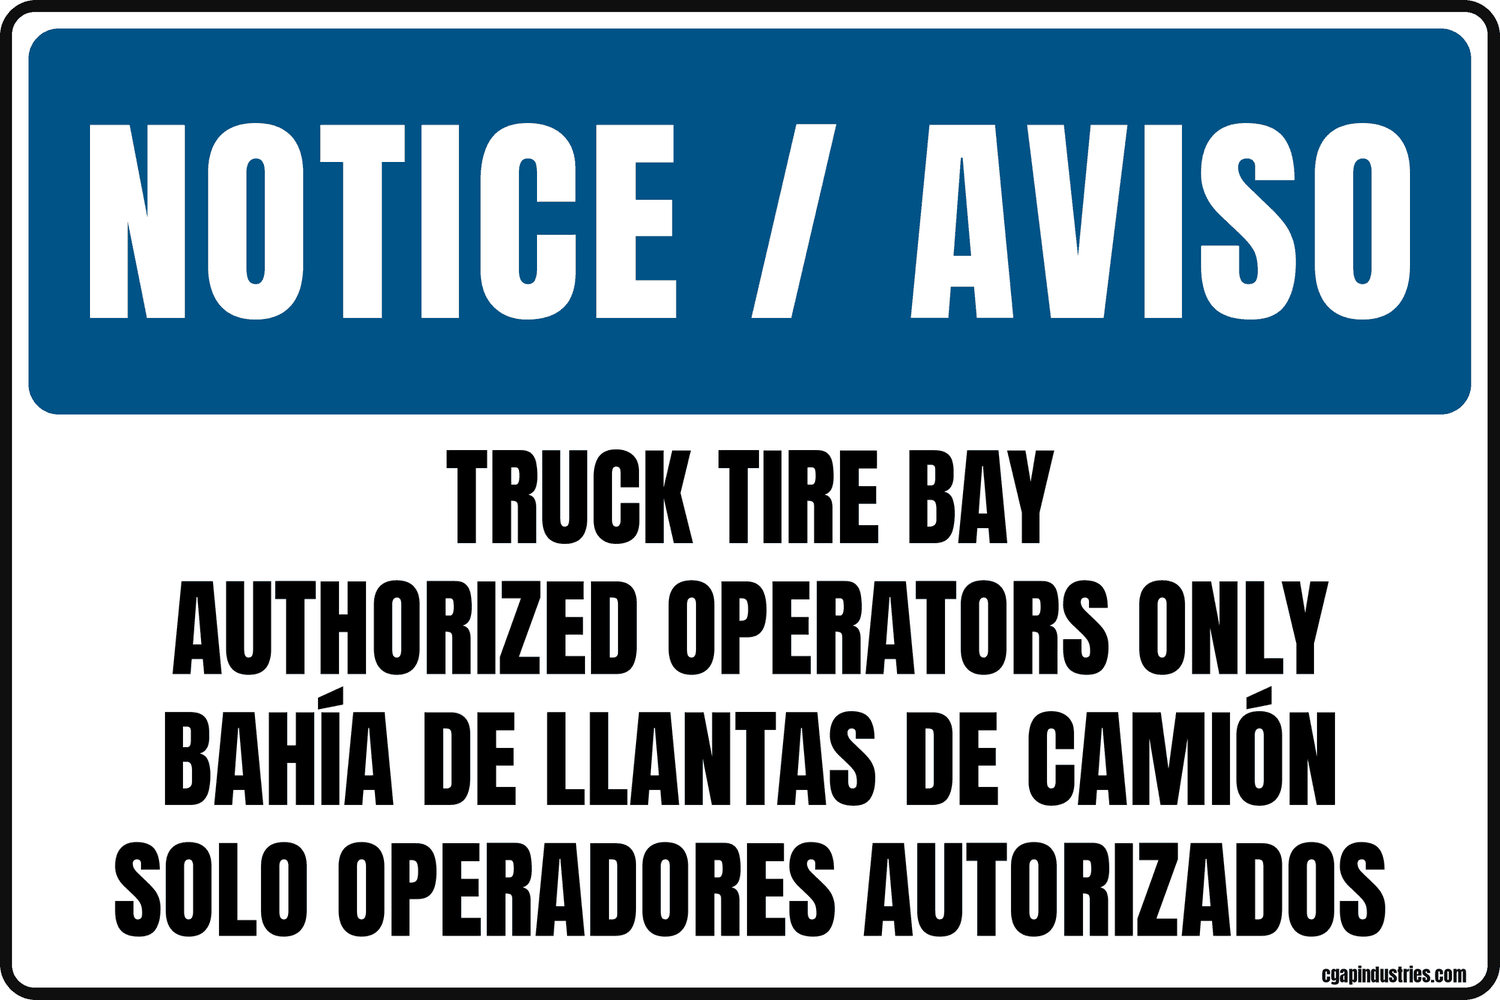 NOTICE / AVISO
TRUCK TIRE BAY
AUTHORIZED OPERATORS ONLY
BAHÍA DE LLANTAS DE CAMIÓN
SOLO OPERADORES AUTORIZADOS
cgapindustries.com